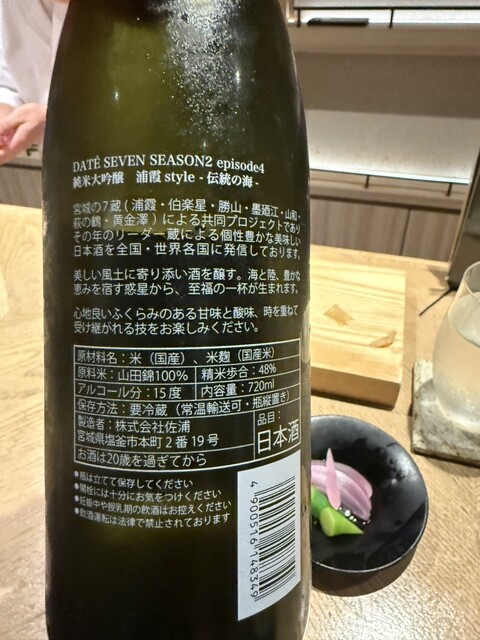 DATÉ SEVEN SEASON2 episode4
純米大吟醸　浦霞 style - 伝統の海 -
宮城の7蔵 ( 浦霞・伯楽星・勝山・墨廼江・山和・
萩の鶴・黄金澤 ) による共同プロジェクトであり
その年のリーダー蔵による個性豊かな美味しい
日本酒を全国・世界各国に発信しております。
美しい風土に寄り添い酒を醸す。海と陸、豊かな
恵みを宿す惑星から、至福の一杯が生まれます。
心地良いふくらみのある甘味と酸味、時を重ねて
受け継がれる技をお楽しみください。
原材料名：米（国産）、米麹（国産米）
原料米：山田錦100% 精米歩合：48%
アルコール分：15度 内容量：720ml
保存方法：要冷蔵（常温輸送可・瓶縦置き）
製造者：株式会社佐浦
宮城県塩釜市本町2番19号
品目：
日本酒
お酒は20歳を過ぎてから
●瓶は立てて保存してください
●開栓には十分にお気をつけください
●妊娠中や授乳期の飲酒はお控えください
●飲酒運転は法律で禁止されております
4900516148349